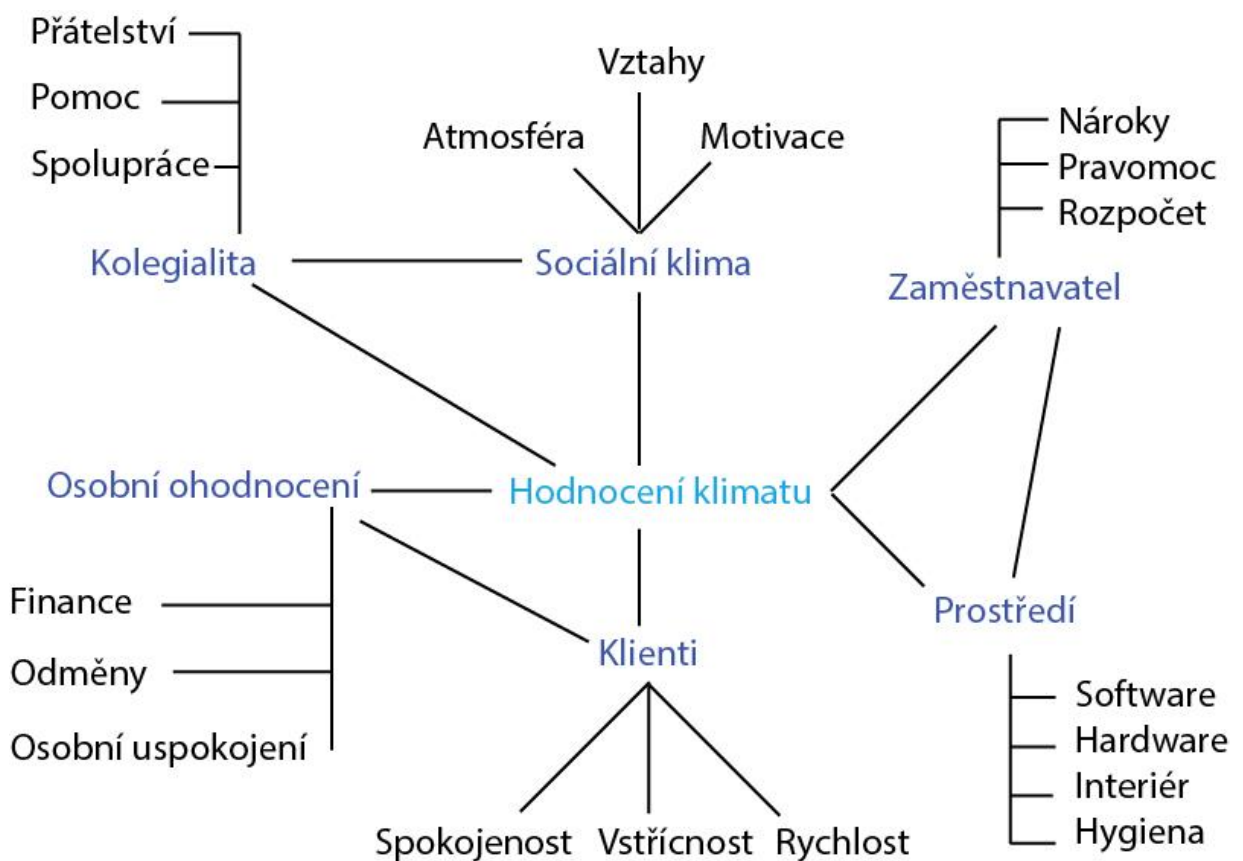 Přátelství
Pomoc
Spolupráce
Kolegialita
Vztahy
Atmosféra
Motivace
Sociální klima
Nároky
Pravomoc
Rozpočet
Zaměstnavatel
Osobní ohodnocení
Hodnocení klimatu
Finance
Odměny
Osobní uspokojení
Klienti
Spokojenost
Vstřícnost
Rychlost
Prostředí
Software
Hardware
Interiér
Hygiena